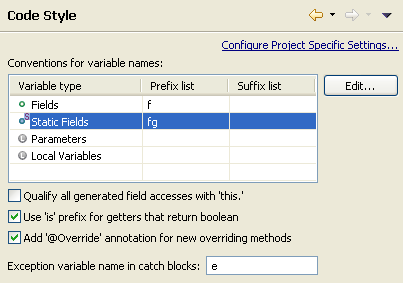 Code Style
Configure Project Specific Settings...
Conventions for variable names:
Variable type Prefix list Suffix list
Fields f
Static Fields fg
Parameters
Local Variables
Edit...
Qualify all generated field accesses with 'this.'
Use 'is' prefix for getters that return boolean
Add '@Override' annotation for new overriding methods
Exception variable name in catch blocks: e